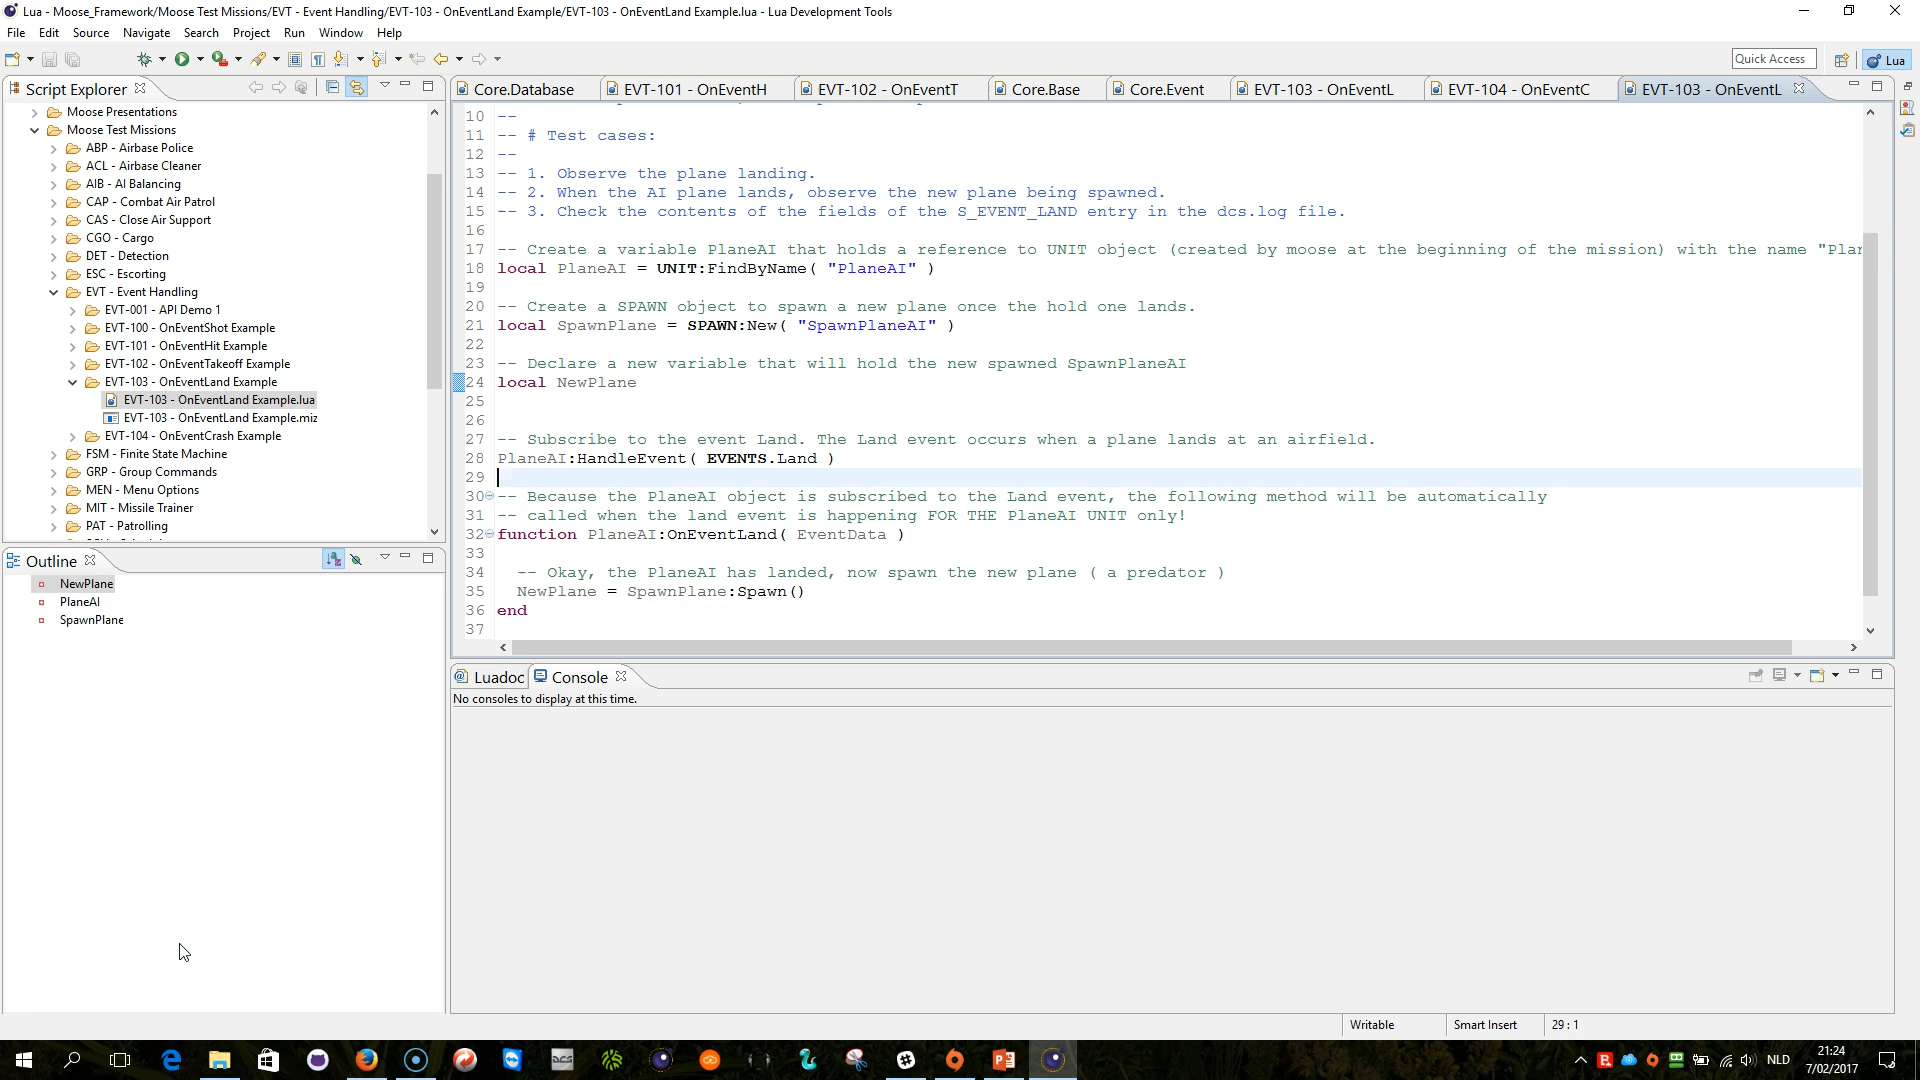 Lua - Moose_Framework/Moose Test Missions/EVT - Event Handling/EVT-103 - OnEventLand Example/EVT-103 - OnEventLand Example.lua - Lua Development Tools
File Edit Source Navigate Search Project Run Window Help
Quick Access
Lua
Script Explorer
Moose Presentations
Moose Test Missions
ABP - Airbase Police
ACL - Airbase Cleaner
AIB - AI Balancing
CAP - Combat Air Patrol
CAS - Close Air Support
CGO - Cargo
DET - Detection
ESC - Escorting
EVT - Event Handling
EVT-001 - API Demo 1
EVT-100 - OnEventShot Example
EVT-101 - OnEventHit Example
EVT-102 - OnEventTakeoff Example
EVT-103 - OnEventLand Example
EVT-103 - OnEventLand Example.lua
EVT-103 - OnEventLand Example.miz
EVT-104 - OnEventCrash Example
FSM - Finite State Machine
GRP - Group Commands
MEN - Menu Options
MIT - Missile Trainer
PAT - Patrolling
Outline
NewPlane
PlaneAI
SpawnPlane
Core.Database EVT-101 - OnEventH EVT-102 - OnEventT Core.Base Core.Event EVT-103 - OnEventL EVT-104 - OnEventC EVT-103 - OnEventL
10 --
11 -- # Test cases:
12 --
13 -- 1. Observe the plane landing.
14 -- 2. When the AI plane lands, observe the new plane being spawned.
15 -- 3. Check the contents of the fields of the S_EVENT_LAND entry in the dcs.log file.
16
17 -- Create a variable PlaneAI that holds a reference to UNIT object (created by moose at the beginning of the mission) with the name "Plan
18 local PlaneAI = UNIT:FindByName( "PlaneAI" )
19
20 -- Create a SPAWN object to spawn a new plane once the hold one lands.
21 local SpawnPlane = SPAWN:New( "SpawnPlaneAI" )
22
23 -- Declare a new variable that will hold the new spawned SpawnPlaneAI
24 local NewPlane
25
26
27 -- Subscribe to the event Land. The Land event occurs when a plane lands at an airfield.
28 PlaneAI:HandleEvent( EVENTS.Land )
29
30 -- Because the PlaneAI object is subscribed to the Land event, the following method will be automatically
31 -- called when the land event is happening FOR THE PlaneAI UNIT only!
32 function PlaneAI:OnEventLand( EventData )
33
34 -- Okay, the PlaneAI has landed, now spawn the new plane ( a predator )
35 NewPlane = SpawnPlane:Spawn()
36 end
37
Luadoc Console
No consoles to display at this time.
Writable Smart Insert 29 : 1
NLD
21:24
7/02/2017